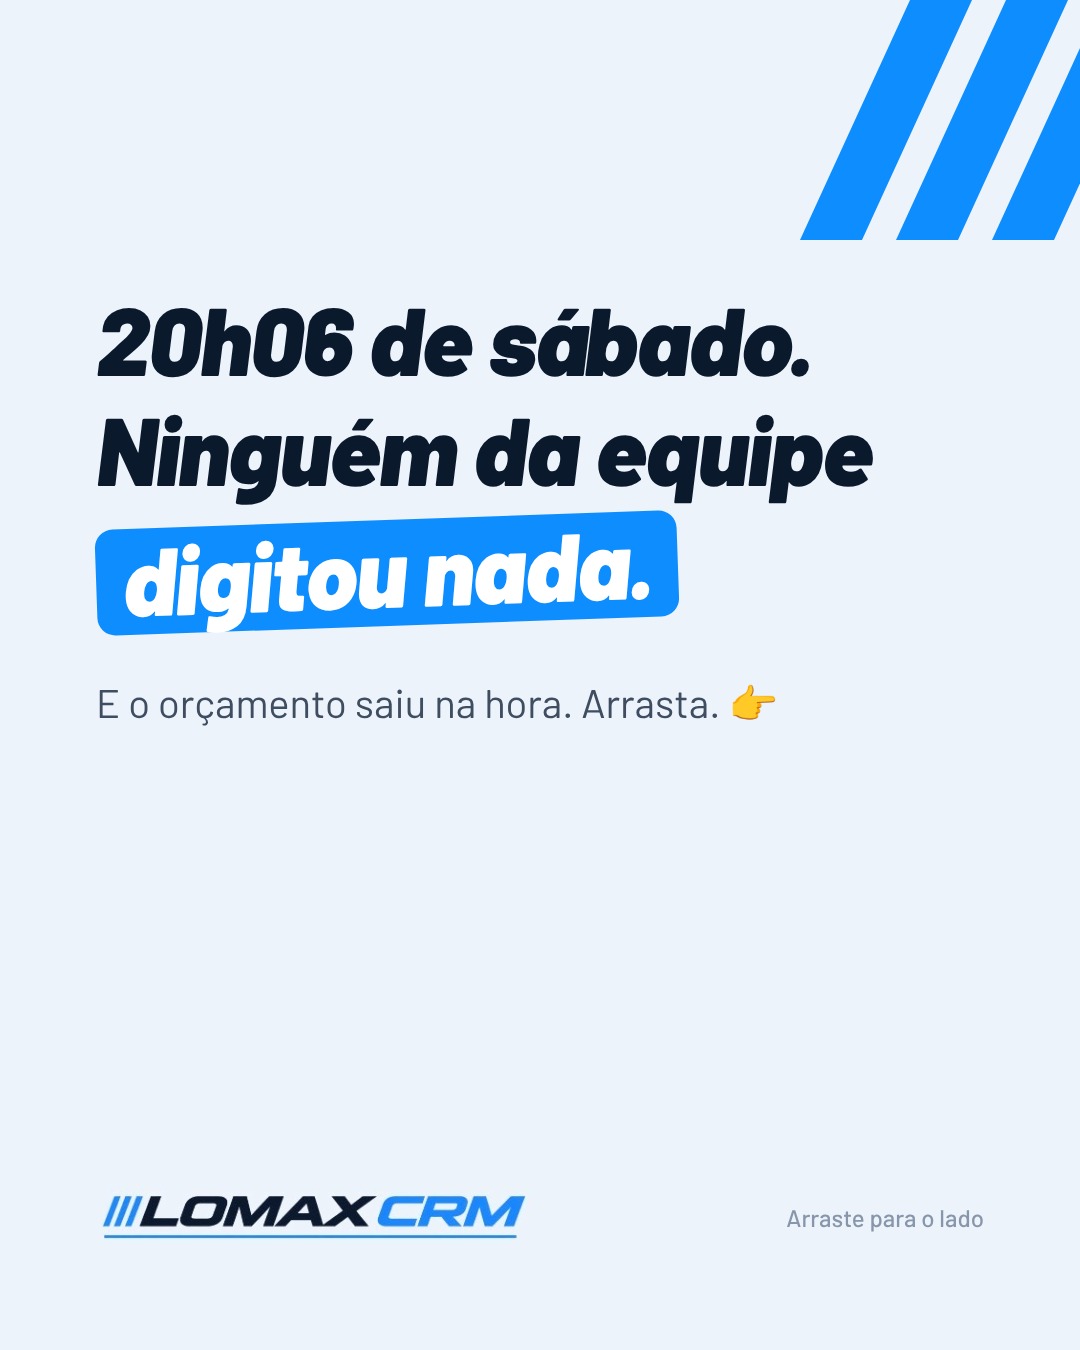 20h06 de sábado.
Ninguém da equipe
digitou nada.
E o orçamento saiu na hora. Arrasta. 👉
LOMAX CRM
Arraste para o lado